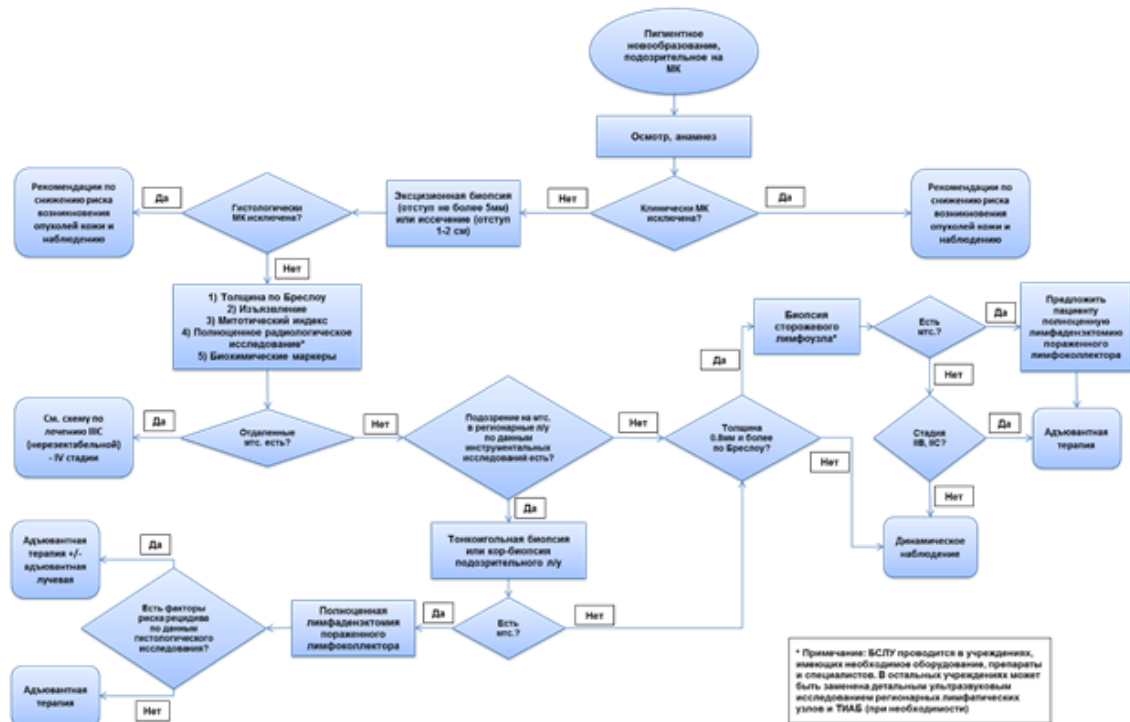 Пигментное
новообразование,
подозрительное на
МК
Осмотр, анамнез
Клинически МК
исключена?
Да
Рекомендации по
снижению риска
возникновения
опухолей кожи и
наблюдению
Нет
Эксцизионная биопсия
(отступ не более 5мм)
или иссечение (отступ
1-2 см)
Гистологически
МК исключена?
Да
Рекомендации по
снижению риска
возникновения
опухолей кожи и
наблюдению
Нет
1) Толщина по Бреслоу
2) Изъязвление
3) Митотический индекс
4) Полноценное радиологическое
исследование*
5) Биохимические маркеры
Отдаленные
мтс. есть?
Да
См. схему по
лечению IIIC
(нерезектабельной)
- IV стадии
Нет
Подозрение на мтс.
в регионарные л/у
по данным
инструментальных
исследований есть?
Нет
Толщина
0.8мм и более
по Бреслоу?
Да
Биопсия
сторожевого
лимфоузла*
Есть
мтс.?
Да
Предложить
пациенту
полноценную
лимфаденэктомию
пораженного
лимфоколлектора
Нет
Стадия
IIB, IIC?
Да
Адъювантная
терапия
Нет
Нет
Динамическое
наблюдение
Да
Тонкоигольная биопсия
или кор-биопсия
подозрительного л/у
Есть
мтс.?
Нет
Да
Полноценная
лимфаденэктомия
пораженного
лимфоколлектора
Есть факторы
риска рецидива
по данным
гистологического
исследования?
Да
Адъювантная
терапия +/-
адъювантная
лучевая
Нет
Адъювантная
терапия
* Примечание: БСЛУ проводится в учреждениях,
имеющих необходимое оборудование, препараты
и специалистов. В остальных учреждениях может
быть заменена детальным ультразвуковым
исследованием регионарных лимфатических
узлов и ТИАБ (при необходимости)